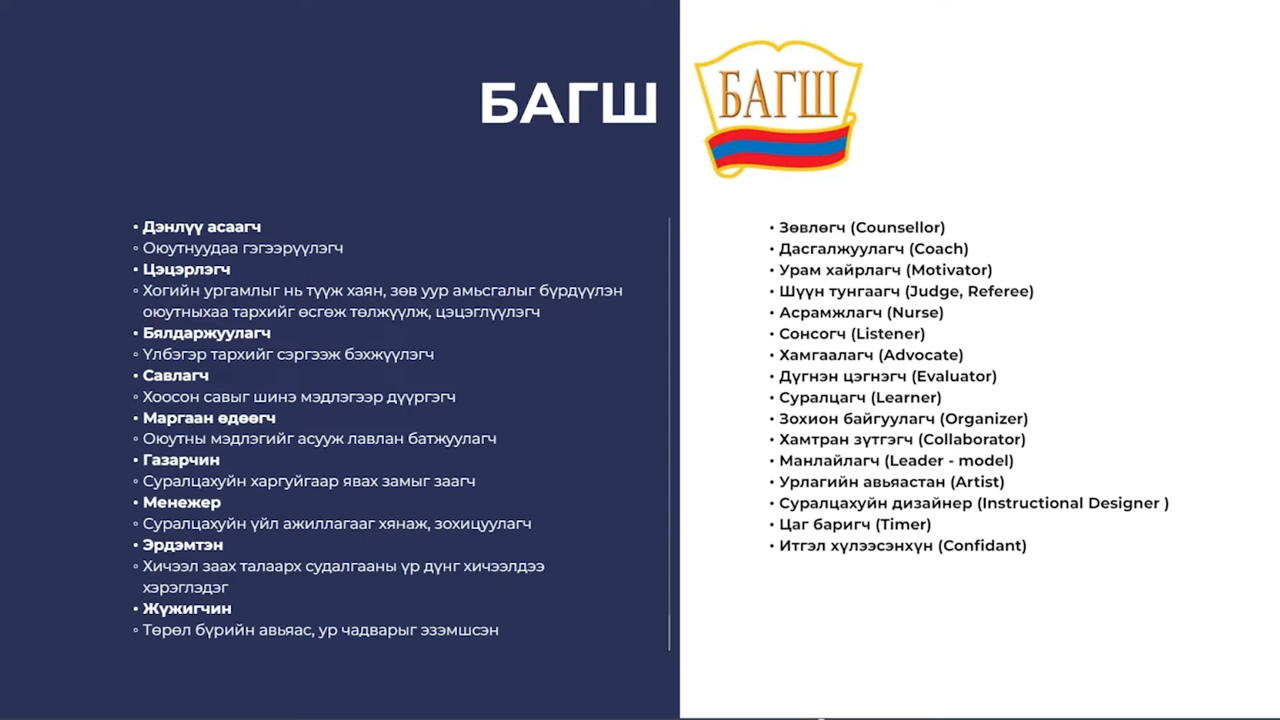 БАГШ
БАГШ
• Дэнлүү асаагч
◦ Оюутнуудаа гэгээрүүлэгч
• Цэцэрлэгч
◦ Хогийн ургамлыг нь түүж хаян, зөв уур амьсгалыг бүрдүүлэн
оюутныхаа тархийг өсгөж төлжүүлж, цэцэглүүлэгч
• Бялдаржуулагч
◦ Үлбэгэр тархийг сэргээж бэхжүүлэгч
• Савлагч
◦ Хоосон савыг шинэ мэдлэгээр дүүргэгч
• Маргаан өдөөгч
◦ Оюутны мэдлэгийг асууж лавлан батжуулагч
• Газарчин
◦ Суралцахуйн харгуйгаар явах замыг заагч
• Менежер
◦ Суралцахуйн үйл ажиллагааг хянаж, зохицуулагч
• Эрдэмтэн
◦ Хичээл заах талаарх судалгааны үр дүнг хичээлдээ
хэрэглэдэг
• Жүжигчин
◦ Төрөл бүрийн авьяас, ур чадварыг эзэмшсэн
• Зөвлөгч (Counsellor)
• Дасгалжуулагч (Coach)
• Урам хайрлагч (Motivator)
• Шүүн тунгаагч (Judge, Referee)
• Асрамжлагч (Nurse)
• Сонсогч (Listener)
• Хамгаалагч (Advocate)
• Дүгнэн цэгнэгч (Evaluator)
• Суралцагч (Learner)
• Зохион байгуулагч (Organizer)
• Хамтран зүтгэгч (Collaborator)
• Манлайлагч (Leader - model)
• Урлагийн авьяастан (Artist)
• Суралцахуйн дизайнер (Instructional Designer )
• Цаг баригч (Timer)
• Итгэл хүлээсэнхүн (Confidant)